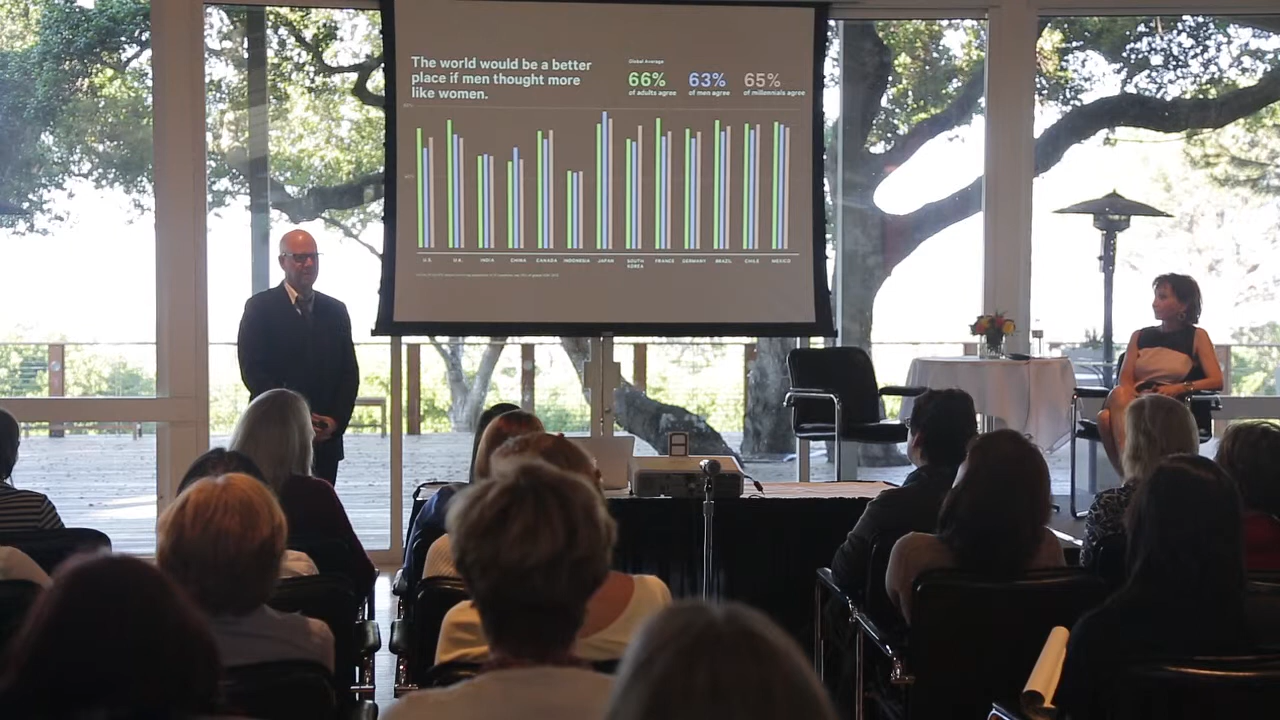 The world would be a better
place if men thought more
like women.
Global Average
66% 63% 65%
of adults agree of men agree of millennials agree
U.S. U.K. INDIA CHINA CANADA INDONESIA JAPAN SOUTH KOREA FRANCE GERMANY BRAZIL CHILE MEXICO